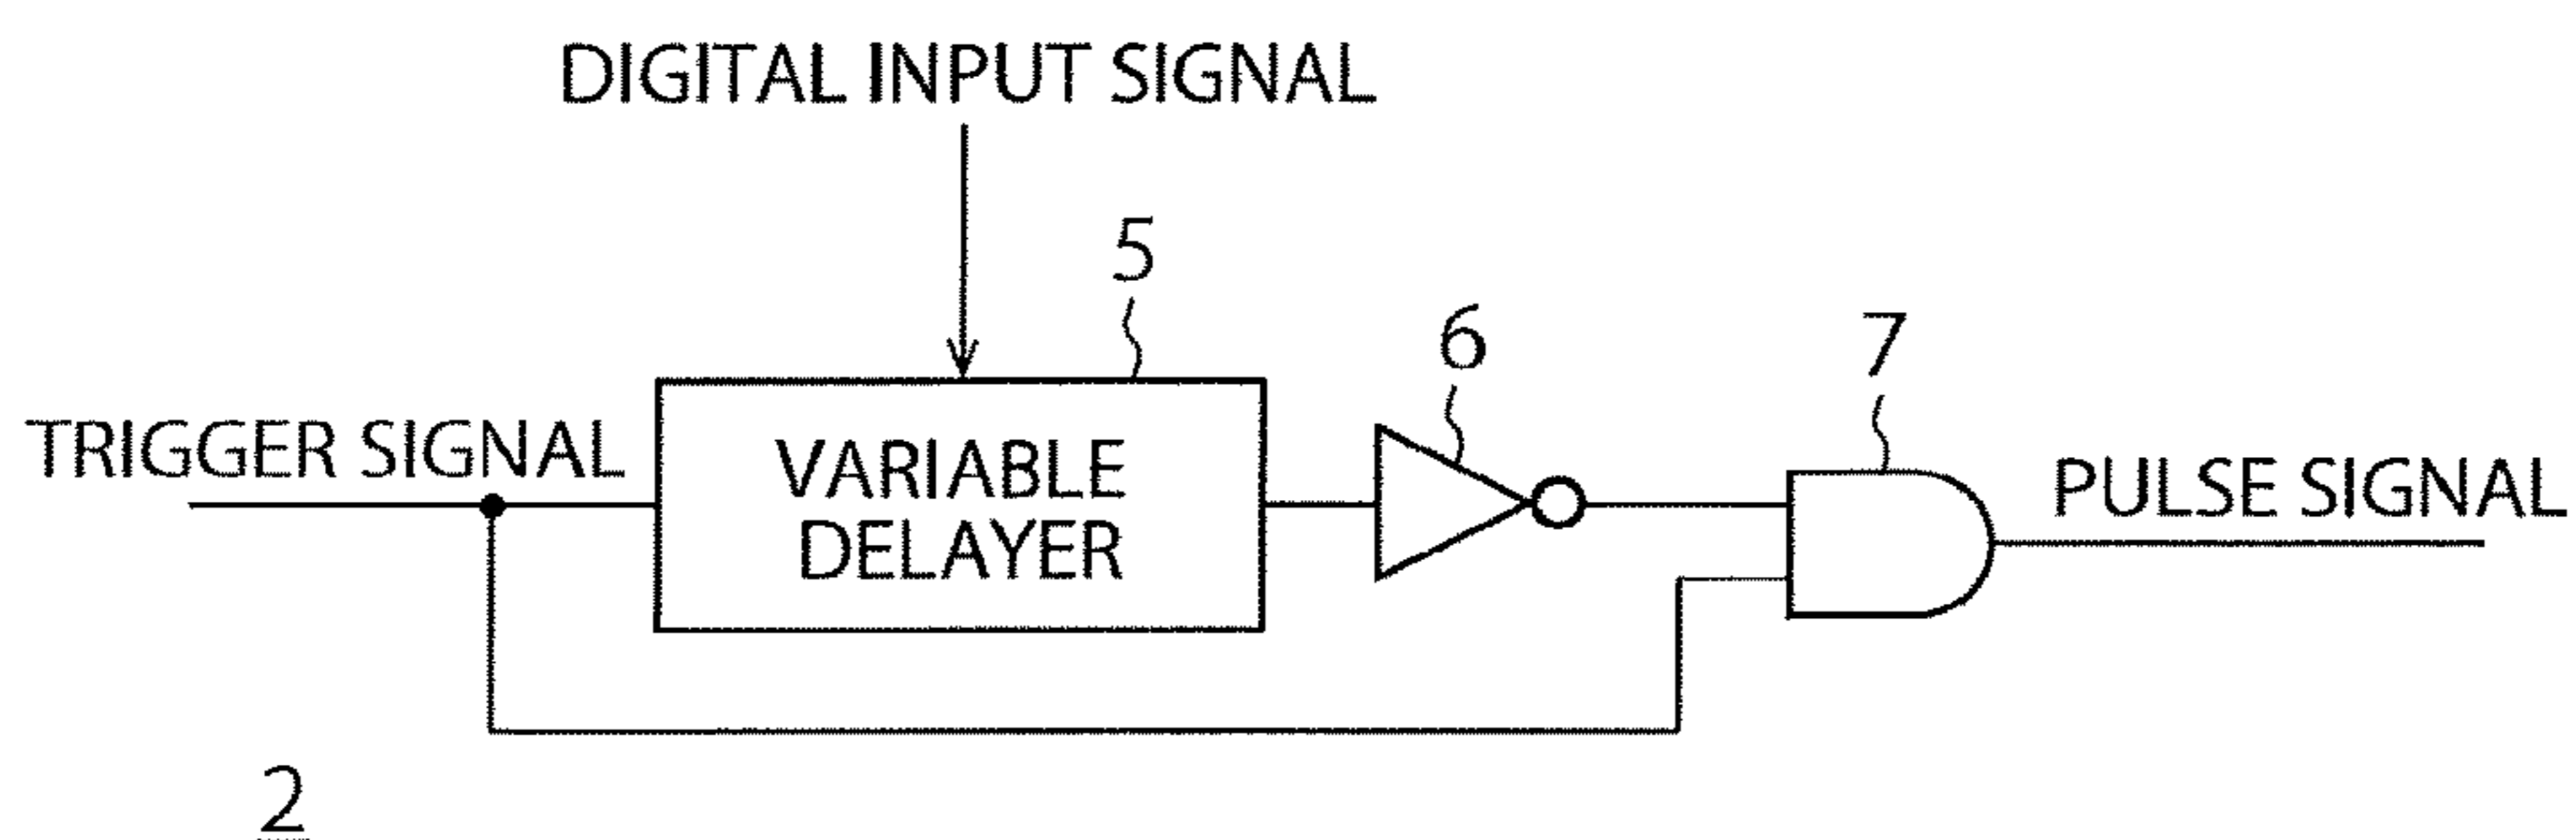 DIGITAL INPUT SIGNAL
5
6
7
TRIGGER SIGNAL
VARIABLE
DELAYER
PULSE SIGNAL
2